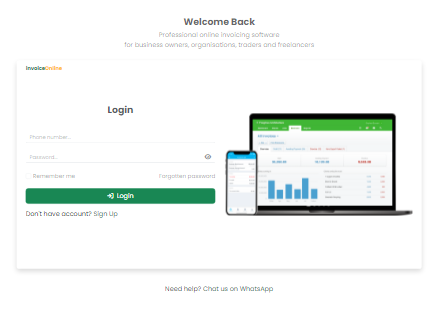 Welcome Back
Professional online invoicing software
for business owners, organisations, traders and freelancers
InvoiceOnline
Login
Phone number...
Password...
Remember me
Forgotten password
Login
Don't have account? Sign Up
Need help? Chat us on WhatsApp